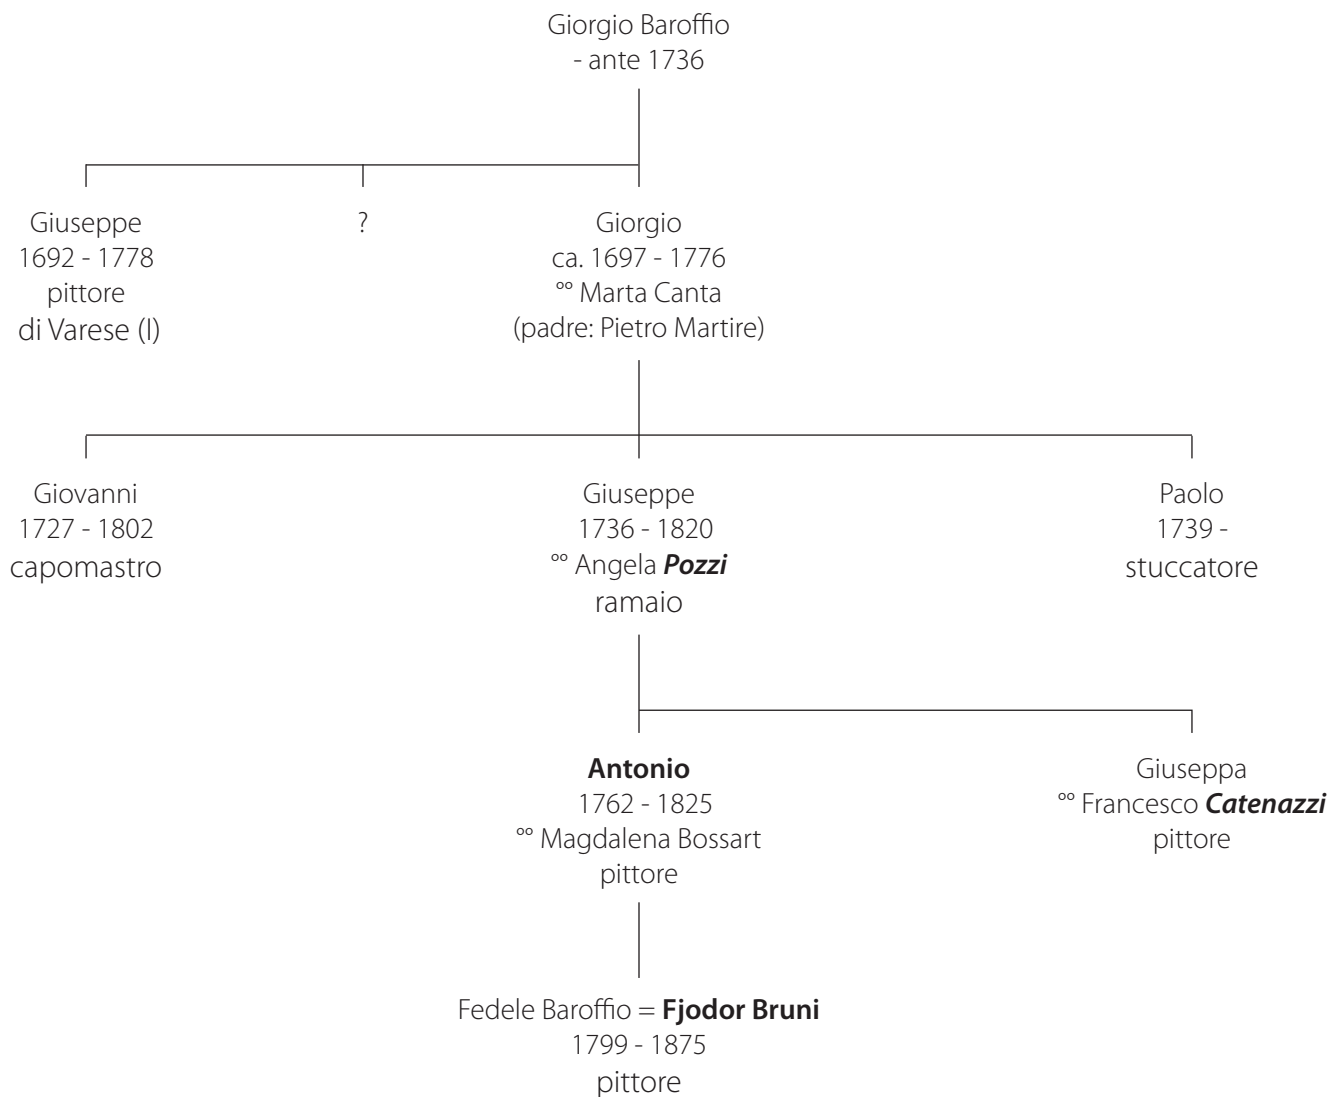 Giorgio Baroffio
- ante 1736
Giuseppe
1692 - 1778
pittore
di Varese (I)
?
Giorgio
ca. 1697 - 1776
°° Marta Canta
(padre: Pietro Martire)
Giovanni
1727 - 1802
capomastro
Giuseppe
1736 - 1820
°° Angela Pozzi
ramaio
Paolo
1739 -
stuccatore
Antonio
1762 - 1825
°° Magdalena Bossart
pittore
Giuseppa
°° Francesco Catenazzi
pittore
Fedele Baroffio = Fjodor Bruni
1799 - 1875
pittore